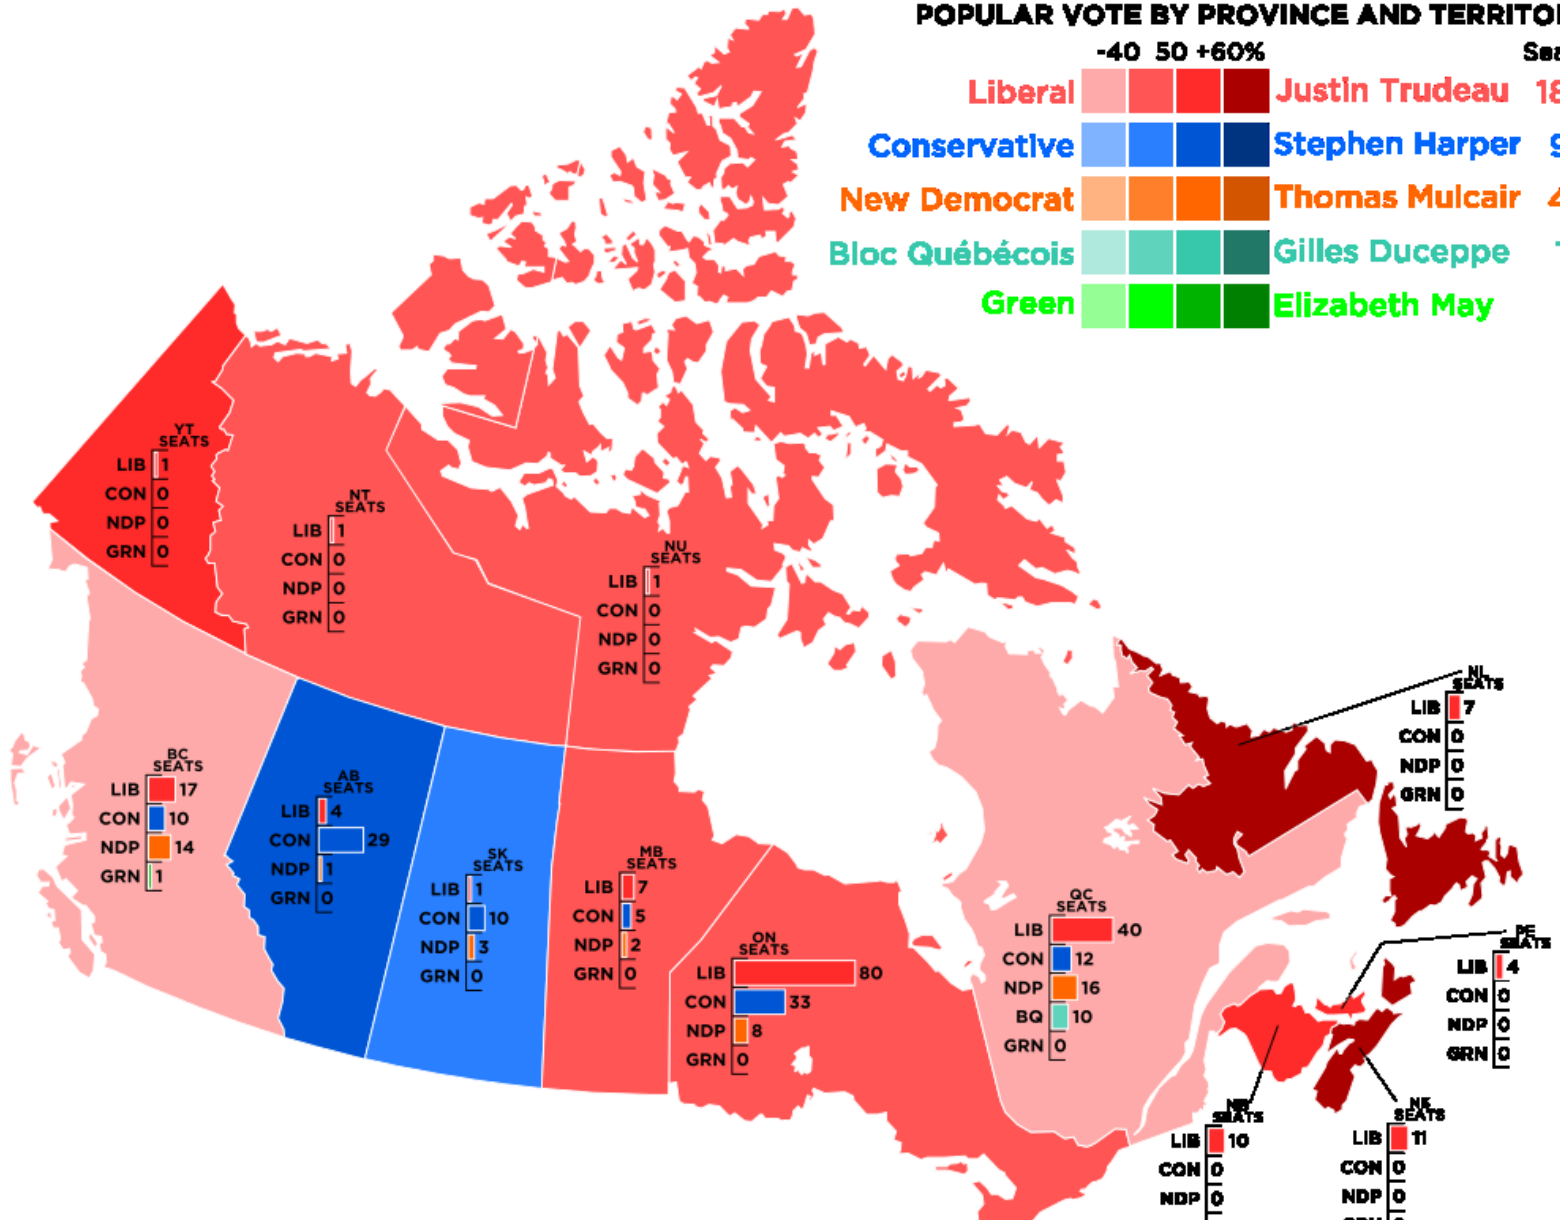 POPULAR VOTE BY PROVINCE AND TERRITO
-40 50 +60%
Liberal Justin Trudeau 18
Conservative Stephen Harper 9
New Democrat Thomas Mulcair 4
Bloc Québécois Gilles Duceppe
Green Elizabeth May
YT
SEATS
LIB 1
CON 0
NDP 0
GRN 0
NT
SEATS
LIB 1
CON 0
NDP 0
GRN 0
NU
SEATS
LIB 1
CON 0
NDP 0
GRN 0
NL
SEATS
LIB 7
CON 0
NDP 0
GRN 0
BC
SEATS
LIB 17
CON 10
NDP 14
GRN 1
AB
SEATS
LIB 4
CON 29
NDP 1
GRN 0
SK
SEATS
LIB 1
CON 10
NDP 3
GRN 0
MB
SEATS
LIB 7
CON 5
NDP 2
GRN 0
ON
SEATS
LIB 80
CON 33
NDP 8
GRN 0
QC
SEATS
LIB 40
CON 12
NDP 16
BQ 10
GRN 0
PE
SEATS
LIB 4
CON 0
NDP 0
GRN 0
NB
SEATS
LIB 10
CON 0
NDP 0
SEATS
LIB 11
CON 0
NDP 0